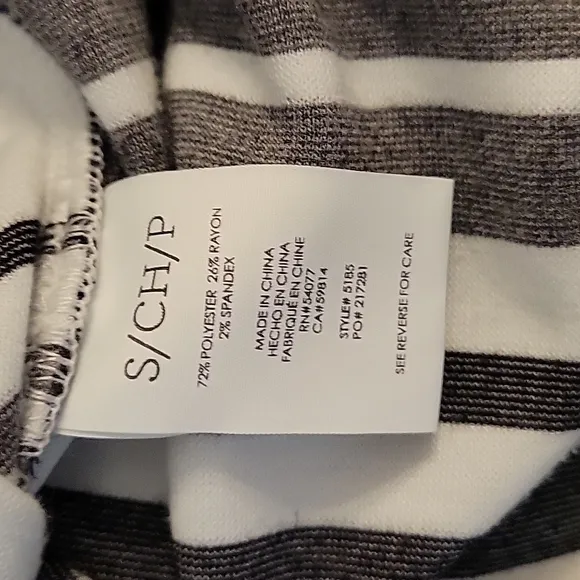 S/CH/P
72% POLYESTER 26% RAYON
2% SPANDEX
MADE IN CHINA
HECHO EN CHINA
FABRIQUÉ EN CHINE
RN#54077
CA#59814
STYLE# 5185
PO# 217281
SEE REVERSE FOR CARE